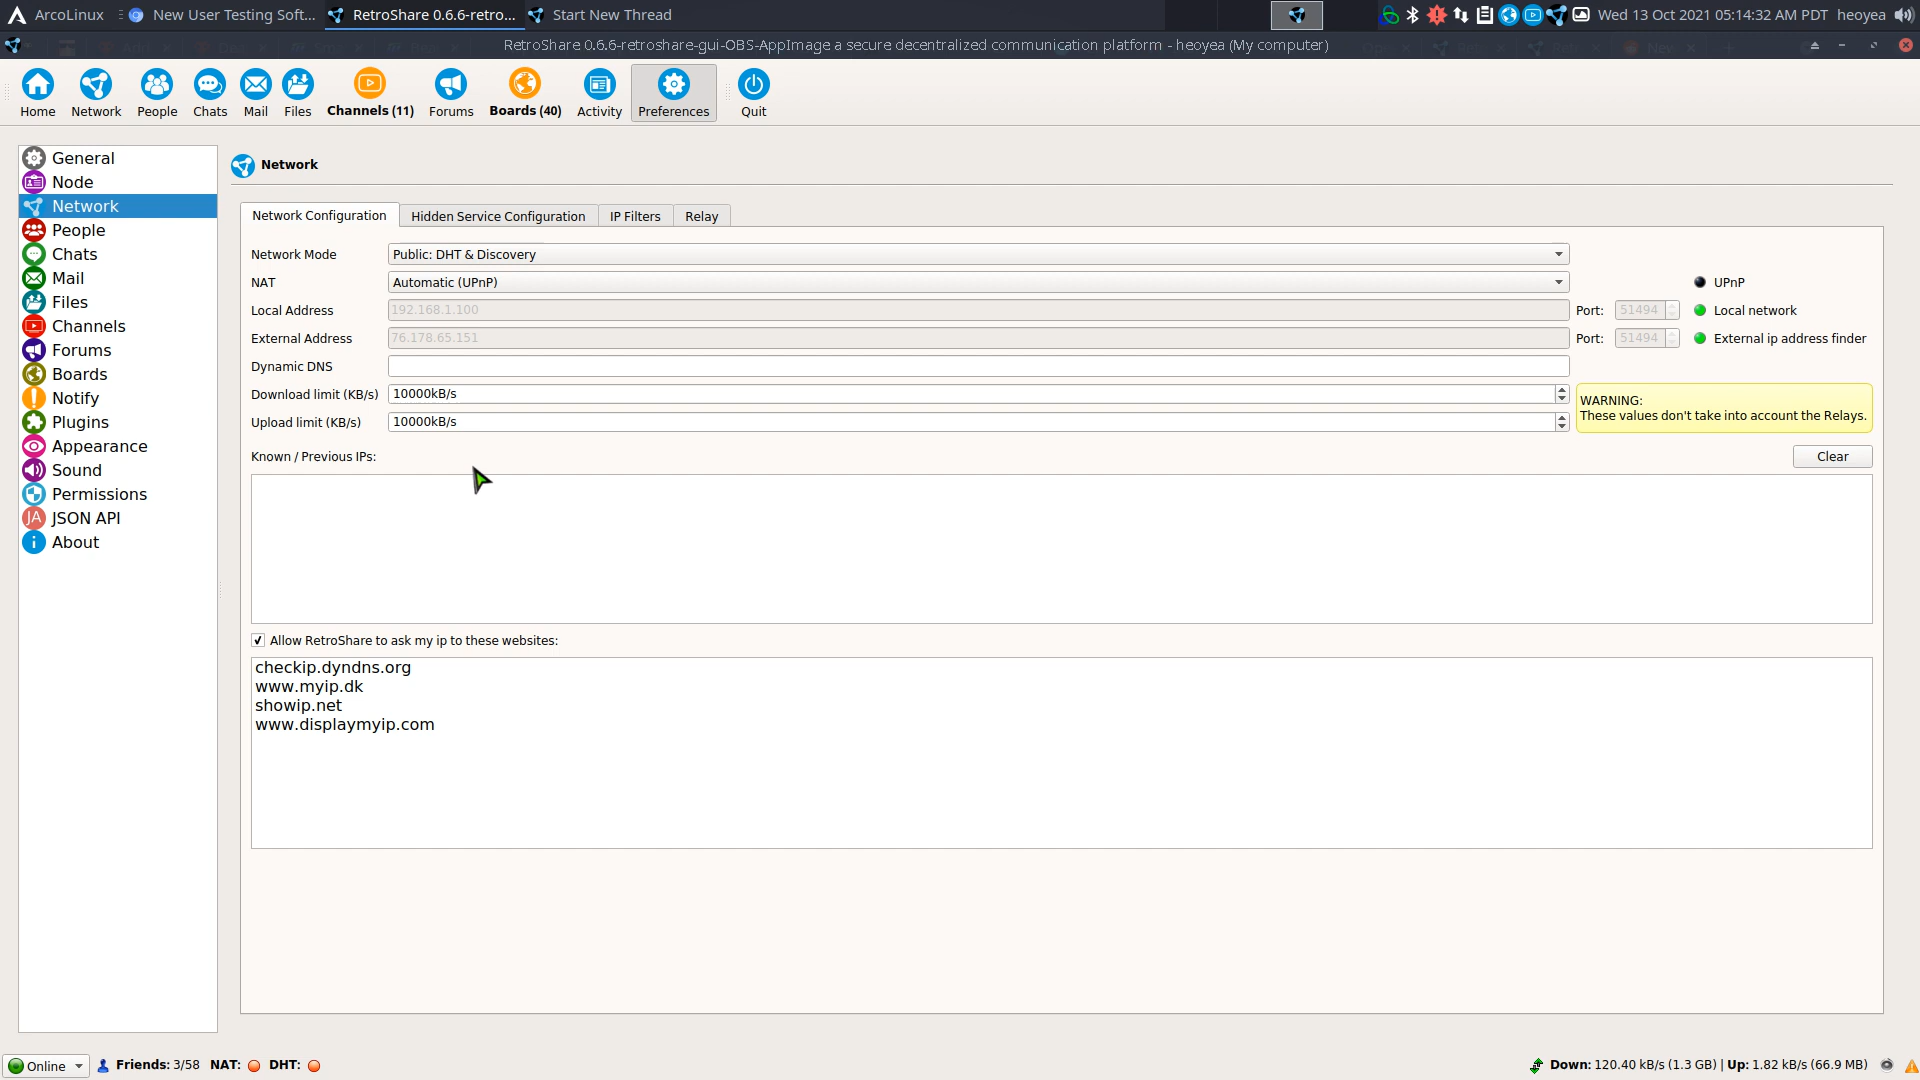 ArcoLinux New User Testing Soft... RetroShare 0.6.6-retro... Start New Thread Wed 13 Oct 2021 05:14:32 AM PDT heoyea
RetroShare 0.6.6-retroshare-gui-OBS-AppImage a secure decentralized communication platform - heoyea (My computer)
Home Network People Chats Mail Files Channels (11) Forums Boards (40) Activity Preferences Quit
General
Node
Network
People
Chats
Mail
Files
Channels
Forums
Boards
Notify
Plugins
Appearance
Sound
Permissions
JA JSON API
About
Network
Network Configuration Hidden Service Configuration IP Filters Relay
Network Mode Public: DHT & Discovery
NAT Automatic (UPnP) UPnP
Local Address 192.168.1.100 Port: 51494 Local network
External Address 76.178.65.151 Port: 51494 External ip address finder
Dynamic DNS
Download limit (KB/s) 10000kB/s
Upload limit (KB/s) 10000kB/s
WARNING:
These values don't take into account the Relays.
Known / Previous IPs: Clear
Allow RetroShare to ask my ip to these websites:
checkip.dyndns.org
www.myip.dk
showip.net
www.displaymyip.com
Online Friends: 3/58 NAT: DHT: Down: 120.40 kB/s (1.3 GB) | Up: 1.82 kB/s (66.9 MB)